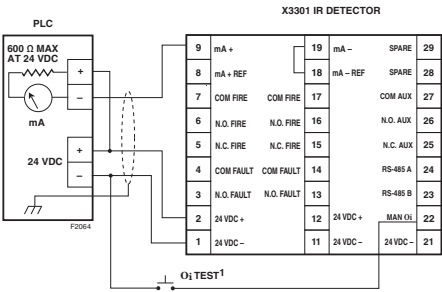 X3301 IR DETECTOR
PLC
600 Ω MAX
AT 24 VDC
+
–
mA
24 VDC
+
–
F2064
9 mA + 19 mA – SPARE 29
8 mA + REF 18 mA – REF SPARE 28
7 COM FIRE COM FIRE 17 COM AUX 27
6 N.O. FIRE N.O. FIRE 16 N.O. AUX 26
5 N.C. FIRE N.C. FIRE 15 N.C. AUX 25
4 COM FAULT COM FAULT 14 RS-485 A 24
3 N.O. FAULT N.O. FAULT 13 RS-485 B 23
2 24 VDC + 12 24 VDC + MAN Oi 22
1 24 VDC – 11 24 VDC – 24 VDC – 21
Oi TEST1